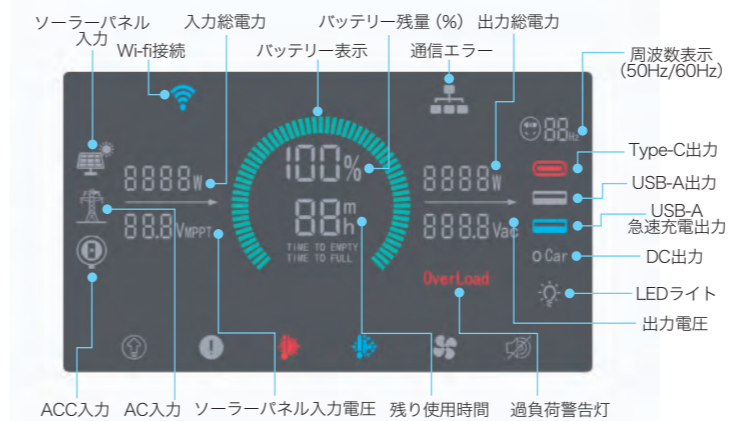 ソーラーパネル
入力
入力総電力
バッテリー残量 (%)
出力総電力
Wi-fi接続
バッテリー表示
通信エラー
周波数表示
(50Hz/60Hz)
88Hz
Type-C出力
100%
8888W
8888W
USB-A出力
USB-A
急速充電出力
88.8VMPPT
88m
h
888.8Vac
TIME TO EMPTY
TIME TO FULL
Car
DC出力
OverLoad
LEDライト
出力電圧
ACC入力
AC入力
ソーラーパネル入力電圧
残り使用時間
過負荷警告灯